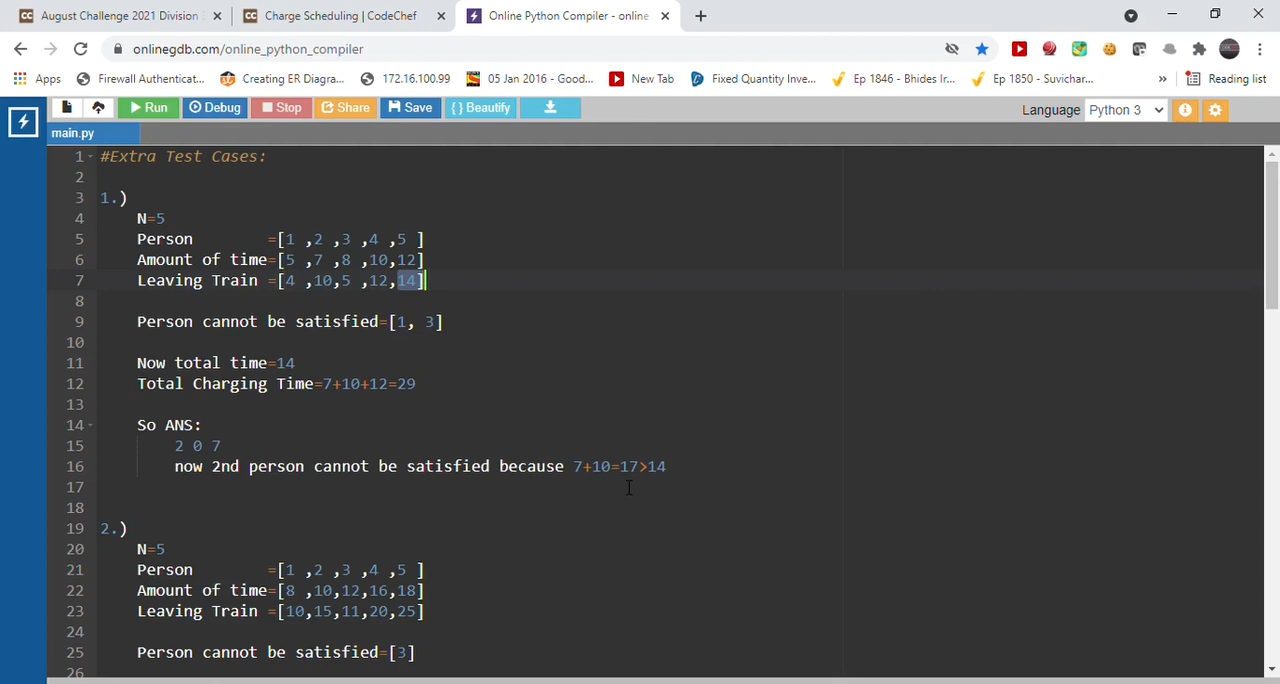 August Challenge 2021 Division
Charge Scheduling | CodeChef
Online Python Compiler - online
onlinegdb.com/online_python_compiler
Apps
Firewall Authenticat...
Creating ER Diagra...
172.16.100.99
05 Jan 2016 - Good...
New Tab
Fixed Quantity Inve...
Ep 1846 - Bhides Ir...
Ep 1850 - Suvichar...
»
Reading list
Run
Debug
Stop
Share
Save
{ } Beautify
Language Python 3
main.py
1 #Extra Test Cases:
2
3 1.)
4 N=5
5 Person =[1 ,2 ,3 ,4 ,5 ]
6 Amount of time=[5 ,7 ,8 ,10,12]
7 Leaving Train =[4 ,10,5 ,12,14]
8
9 Person cannot be satisfied=[1, 3]
10
11 Now total time=14
12 Total Charging Time=7+10+12=29
13
14 So ANS:
15 2 0 7
16 now 2nd person cannot be satisfied because 7+10=17>14
17
18
19 2.)
20 N=5
21 Person =[1 ,2 ,3 ,4 ,5 ]
22 Amount of time=[8 ,10,12,16,18]
23 Leaving Train =[10,15,11,20,25]
24
25 Person cannot be satisfied=[3]
26